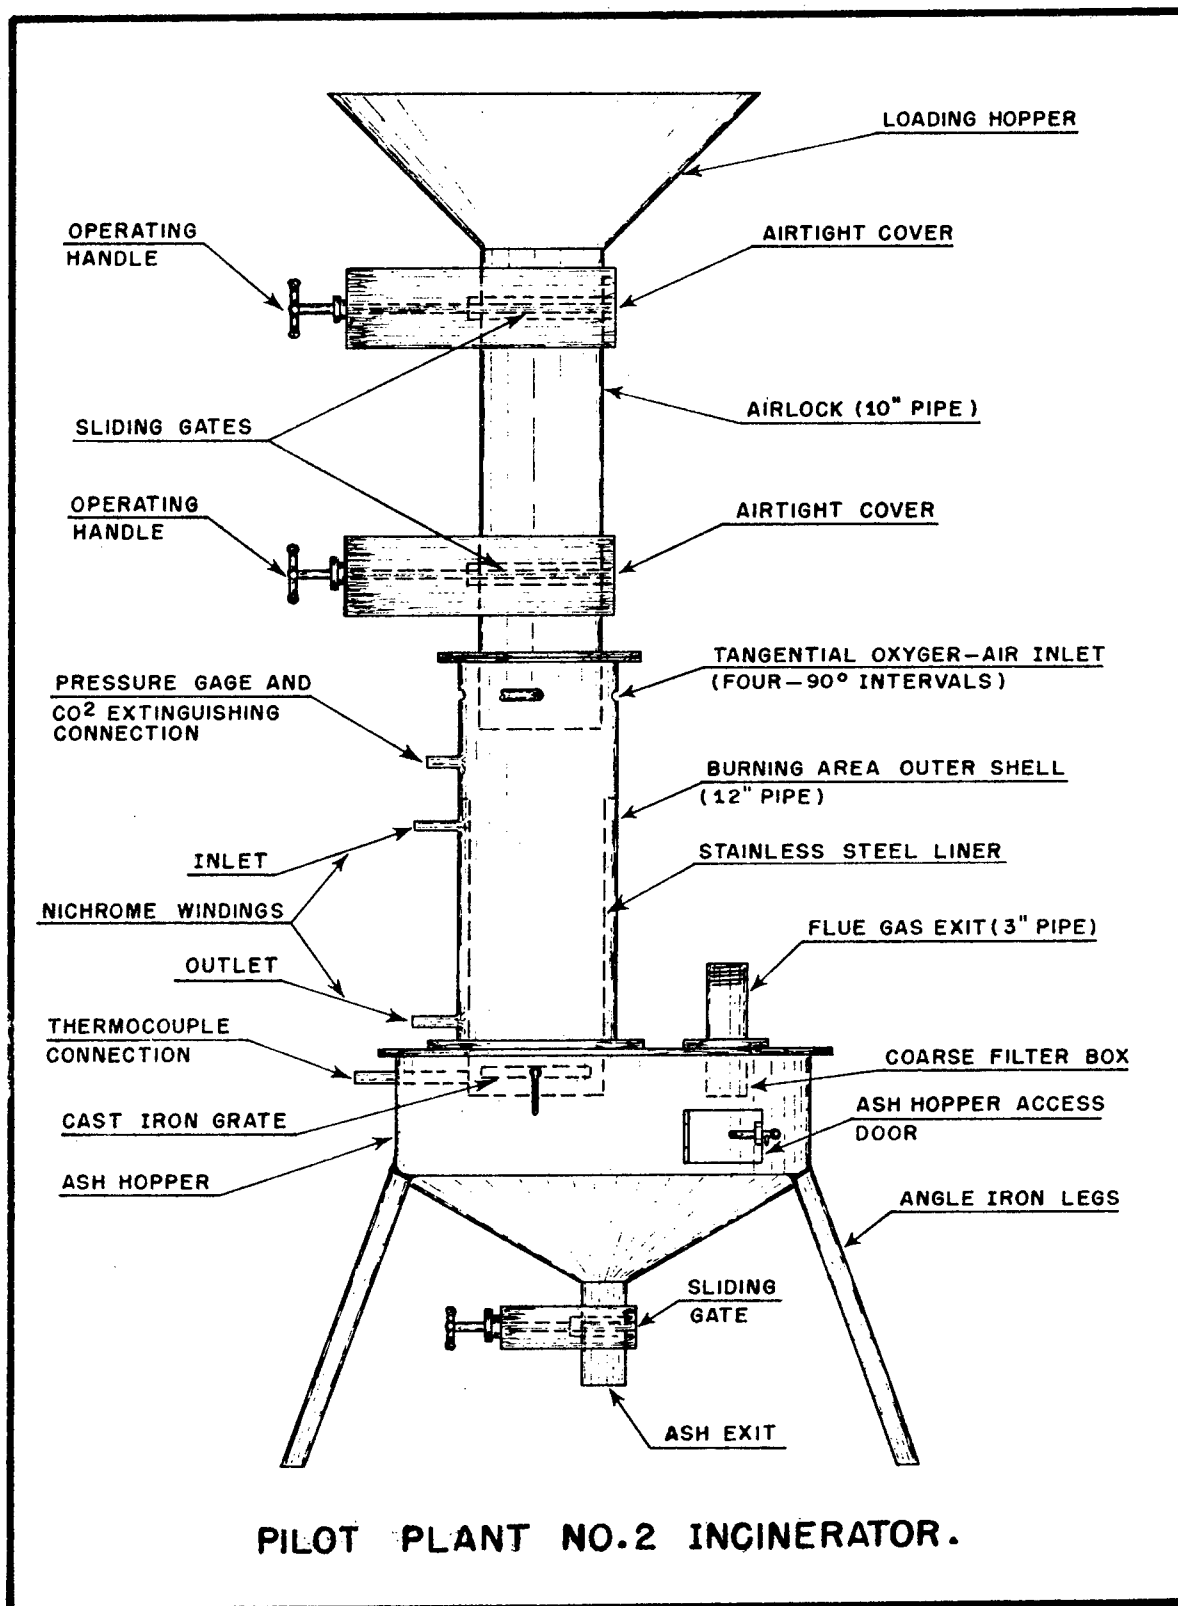 LOADING HOPPER
OPERATING
HANDLE
AIRTIGHT COVER
AIRLOCK (10" PIPE)
SLIDING GATES
OPERATING
HANDLE
AIRTIGHT COVER
TANGENTIAL OXYGER-AIR INLET
(FOUR-90° INTERVALS)
PRESSURE GAGE AND
CO² EXTINGUISHING
CONNECTION
BURNING AREA OUTER SHELL
(12" PIPE)
INLET
STAINLESS STEEL LINER
NICHROME WINDINGS
FLUE GAS EXIT (3" PIPE)
OUTLET
THERMOCOUPLE
CONNECTION
COARSE FILTER BOX
CAST IRON GRATE
ASH HOPPER ACCESS
DOOR
ASH HOPPER
ANGLE IRON LEGS
SLIDING
GATE
ASH EXIT
PILOT PLANT NO.2 INCINERATOR.